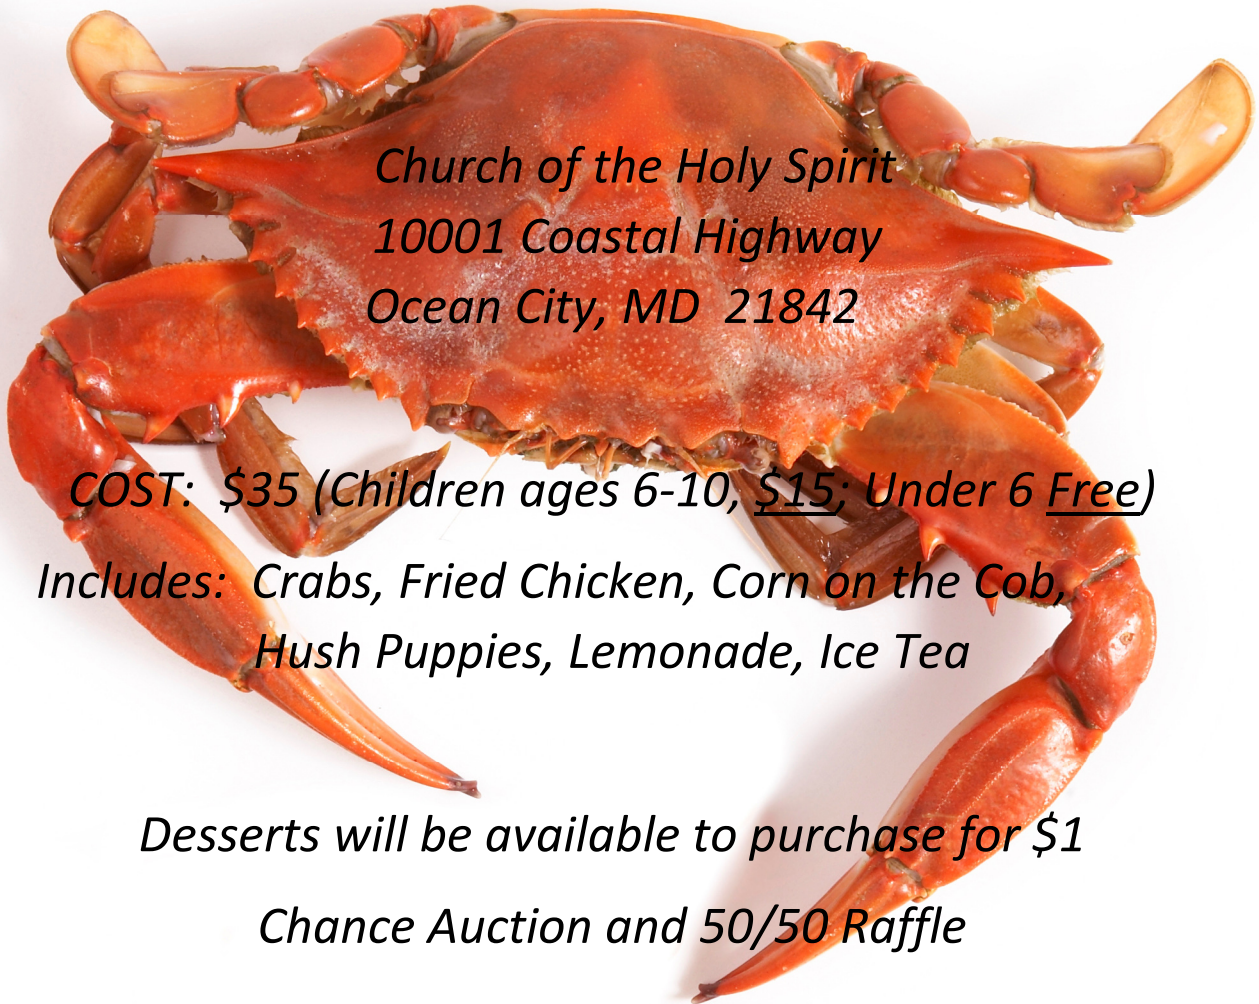 Church of the Holy Spirit
10001 Coastal Highway
Ocean City, MD  21842
COST:  $35 (Children ages 6-10, $15; Under 6 Free)
Includes:  Crabs, Fried Chicken, Corn on the Cob,
Hush Puppies, Lemonade, Ice Tea
Desserts will be available to purchase for $1
Chance Auction and 50/50 Raffle